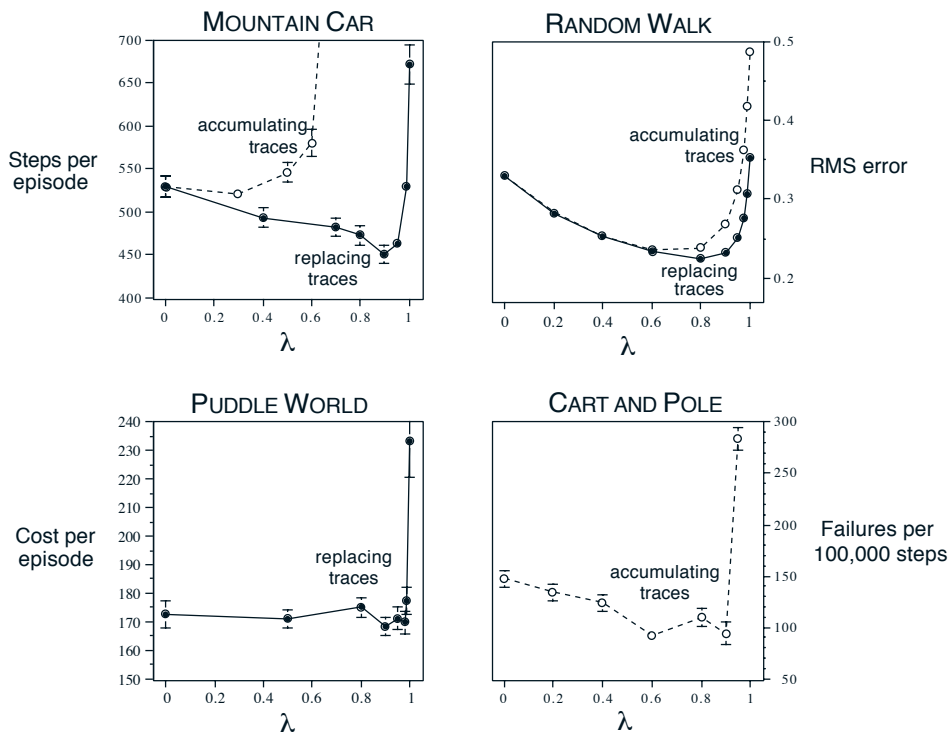 MOUNTAIN CAR
700
650
600
550
500
450
400
Steps per
episode
accumulating
traces
replacing
traces
0
0.2
0.4
0.6
0.8
1
λ
RANDOM WALK
0.5
0.4
0.3
0.2
RMS error
accumulating
traces
replacing
traces
0
0.2
0.4
0.6
0.8
1
λ
PUDDLE WORLD
240
230
220
210
200
190
180
170
160
150
Cost per
episode
replacing
traces
0
0.2
0.4
0.6
0.8
1
λ
CART AND POLE
300
250
200
150
100
50
Failures per
100,000 steps
accumulating
traces
0
0.2
0.4
0.6
0.8
1
λ